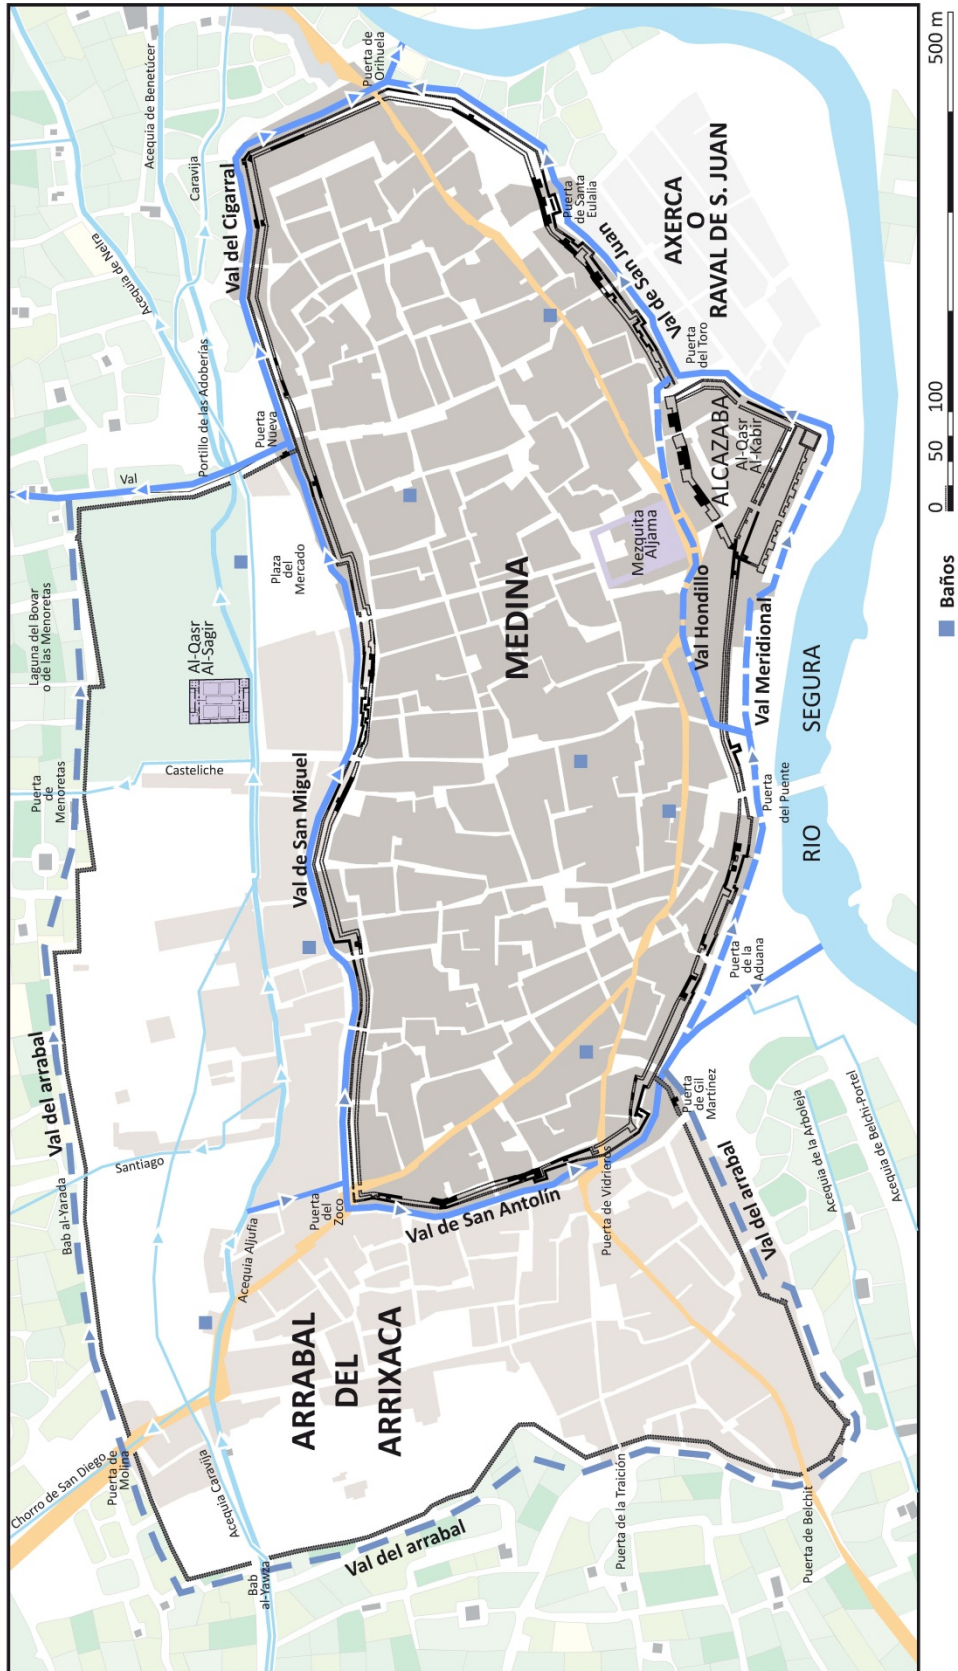 Chorro de San Diego
Puerta de
Molina
Acequia Caravija
Bab
al-Yawza
Val del arrabal
Puerta de la Traición
Puerta de Belchit
ARRABAL
DEL
ARRIXACA
Bab al-Yarada
Val del arrabal
Santiago
Acequia Aljufia
Puerta
del
Zoco
Val de San Antolín
Puerta de Vidrieros
Val del arrabal
Puerta
de Gil
Martínez
Acequia de la Arboleja
Acequia de Belchi-Portel
Puerta
de la
Aduana
Puerta
de
Menoretas
Casteliche
Laguna del Bovar
o de las Menoretas
Al-Qasr
Al-Sagir
Val de San Miguel
Plaza
del
Mercado
Val
Portillo de las Adoberías
Puerta
Nueva
Acequia de Nelra
Acequia de Benetúcer
Caravija
Val del Cigarral
Puerta de
Orihuela
MEDINA
Mezquita
Aljama
Val Hondillo
Val Meridional
Puerta
del Puente
RIO SEGURA
ALCAZABA
Al-Qasr
Al-Kabir
Puerta
del Toro
Val de San Juan
Puerta
de Santa
Eulalia
AXERCA
O
RAVAL DE S. JUAN
Baños
0 50 100 500 m